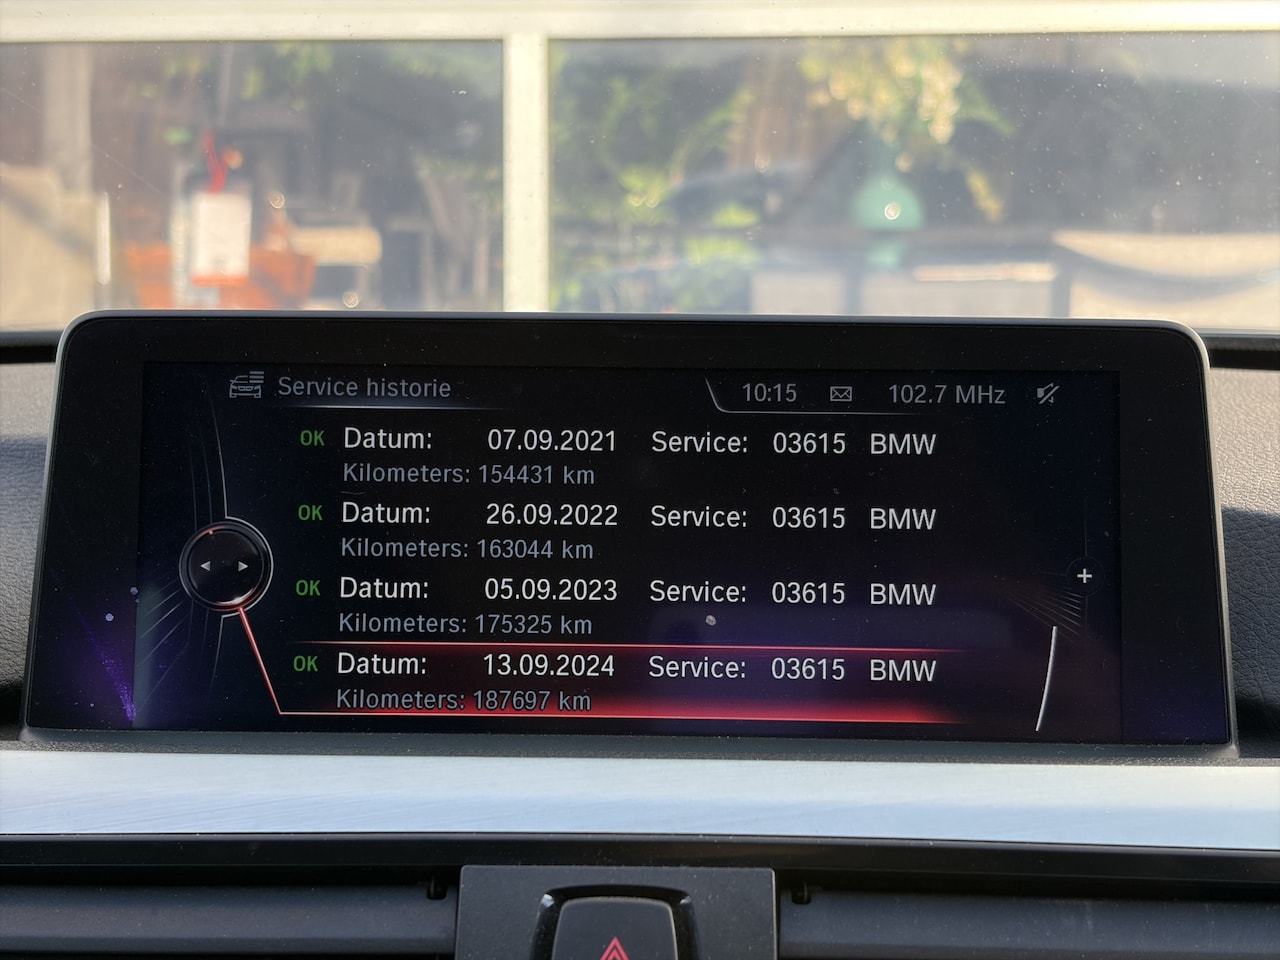 Service historie 10:15 102.7 MHz
OK Datum: 07.09.2021 Service: 03615 BMW
Kilometers: 154431 km
OK Datum: 26.09.2022 Service: 03615 BMW
Kilometers: 163044 km
OK Datum: 05.09.2023 Service: 03615 BMW
Kilometers: 175325 km
OK Datum: 13.09.2024 Service: 03615 BMW
Kilometers: 187697 km